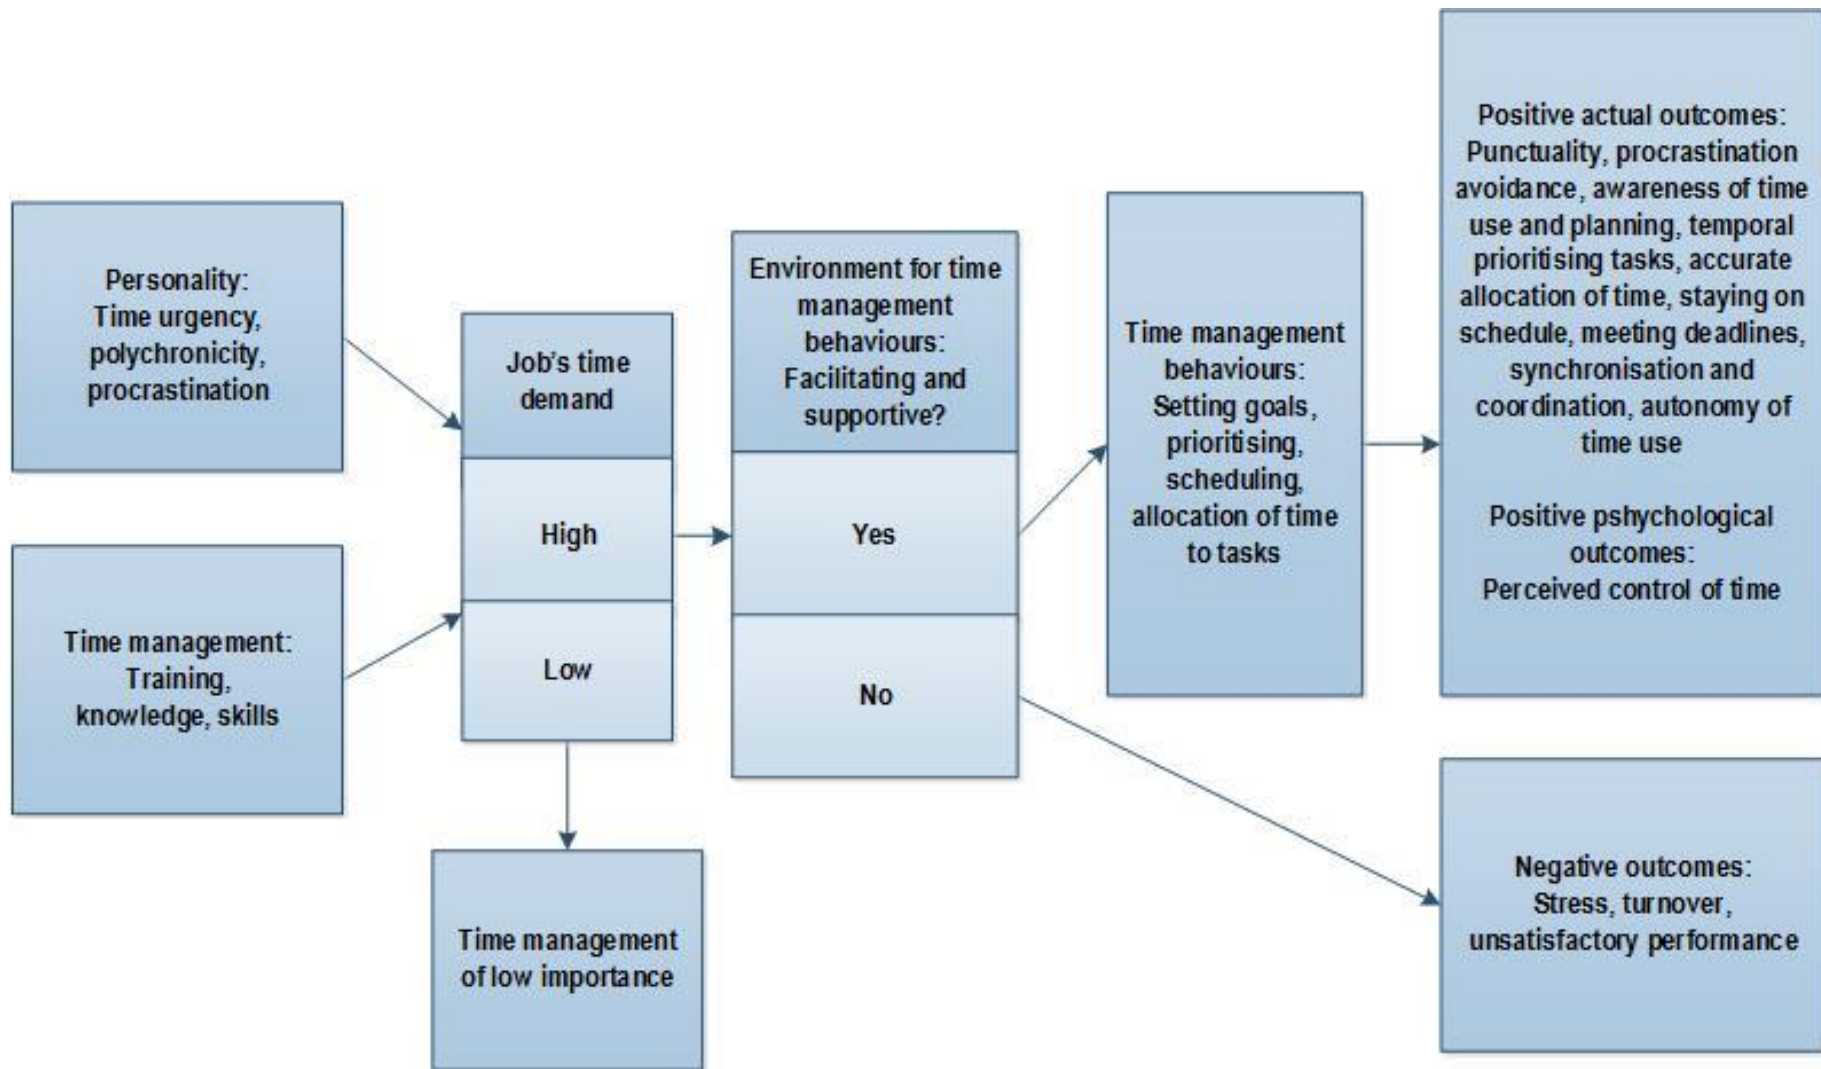 Personality:
Time urgency,
polychronicity,
procrastination
Time management:
Training,
knowledge, skills
Job's time
demand
High
Low
Time management
of low importance
Environment for time
management
behaviours:
Facilitating and
supportive?
Yes
No
Time management
behaviours:
Setting goals,
prioritising,
scheduling,
allocation of time
to tasks
Positive actual outcomes:
Punctuality, procrastination
avoidance, awareness of time
use and planning, temporal
prioritising tasks, accurate
allocation of time, staying on
schedule, meeting deadlines,
synchronisation and
coordination, autonomy of
time use
Positive pshychological
outcomes:
Perceived control of time
Negative outcomes:
Stress, turnover,
unsatisfactory performance